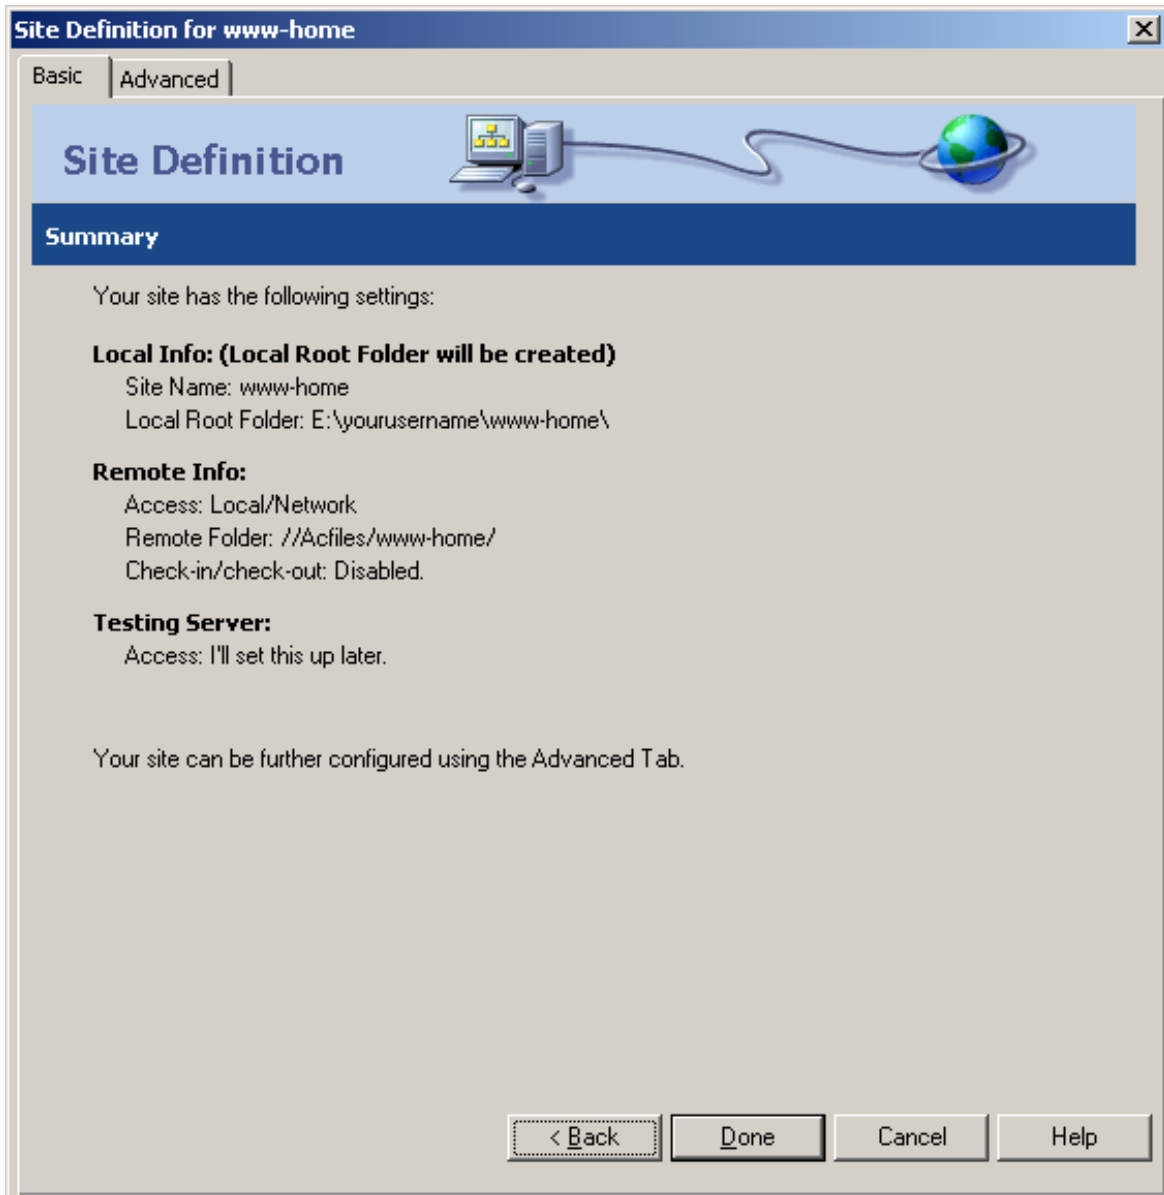 Site Definition for www-home
Basic
Advanced
Site Definition
Summary
Your site has the following settings:
Local Info: (Local Root Folder will be created)
Site Name: www-home
Local Root Folder: E:\yourusername\www-home\
Remote Info:
Access: Local/Network
Remote Folder: //Acfiles/www-home/
Check-in/check-out: Disabled.
Testing Server:
Access: I'll set this up later.
Your site can be further configured using the Advanced Tab.
< Back
Done
Cancel
Help